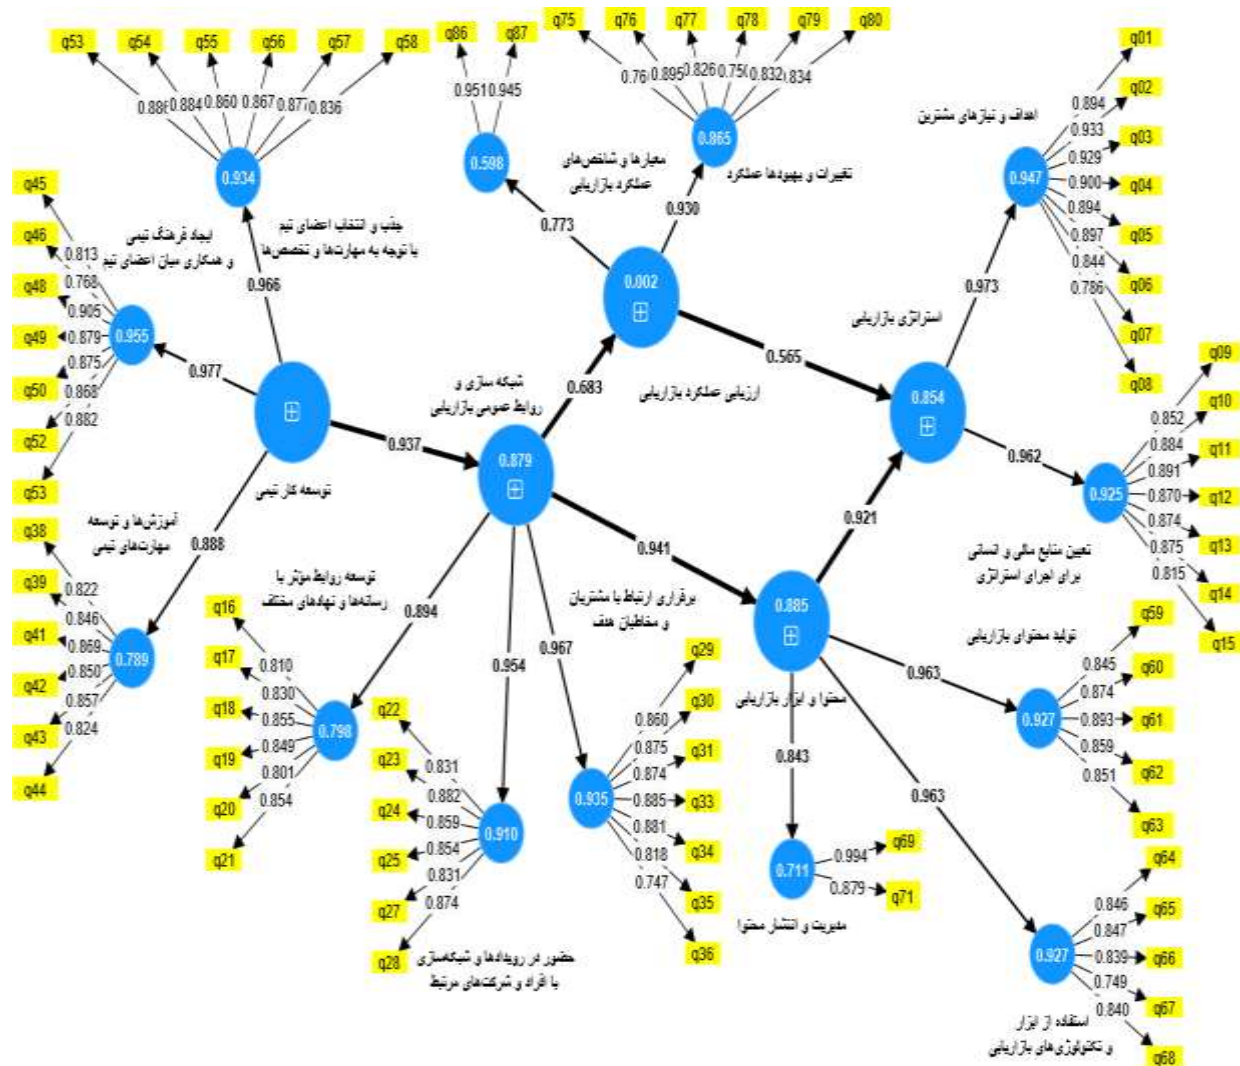 q53
q54
q55
q56
q57
q58
0.884
0.860
0.867
0.836
0.934
جذب و انتخاب اعضای تیم
با توجه به مهارت‌ها و تخصص‌ها
0.966
q86
q87
0.951
0.945
0.598
معیارها و شاخص‌های
عملکرد بازاریابی
0.773
q75
q76
q77
q78
q79
q80
0.76
0.895
0.826
0.750
0.832
0.834
0.865
تغییرات و بهبودها عملکرد
0.930
0.002
ارزیابی عملکرد بازاریابی
0.565
q01
q02
q03
q04
q05
q06
q07
q08
0.894
0.933
0.929
0.900
0.894
0.897
0.844
0.786
0.947
اهداف و نیازهای مشترین
0.973
استراتژی بازاریابی
0.854
0.962
q09
q10
q11
q12
q13
q14
q15
0.852
0.884
0.891
0.870
0.874
0.875
0.815
0.925
تعیین منابع مالی و انسانی
برای اجرای استراتژی
q45
q46
q48
q49
q50
q52
q53
0.813
0.768
0.905
0.879
0.875
0.868
0.882
0.955
ایجاد فرهنگ تیمی
و همکاری میان اعضای تیم
0.977
توسعه کار تیمی
0.937
شبکه سازی و
روابط عمومی بازاریابی
0.683
0.879
0.941
0.921
آموزش‌ها و توسعه
مهارت‌های تیمی
0.888
q38
q39
q41
q42
q43
q44
0.822
0.846
0.869
0.850
0.857
0.824
0.789
توسعه روابط مؤثر با
رسانه‌ها و نهادهای مختلف
0.894
q16
q17
q18
q19
q20
q21
0.810
0.830
0.855
0.849
0.801
0.854
0.798
0.954
q22
q23
q24
q25
q27
q28
0.831
0.882
0.859
0.854
0.831
0.874
0.910
حضور در رویدادها و شبکه‌سازی
با افراد و شرکت‌های مرتبط
برقراری ارتباط با مشتریان
و مخاطبان هدف
0.967
q29
q30
q31
q33
q34
q35
q36
0.860
0.875
0.874
0.885
0.881
0.818
0.747
0.935
0.885
محتوا و ابزار بازاریابی
0.843
q69
q71
0.994
0.879
0.711
مدیریت و انتشار محتوا
تولید محتوای بازاریابی
0.963
q59
q60
q61
q62
q63
0.845
0.874
0.893
0.859
0.851
0.927
0.963
q64
q65
q66
q67
q68
0.846
0.847
0.839
0.749
0.840
0.927
استفاده از ابزار
و تکنولوژی‌های بازاریابی